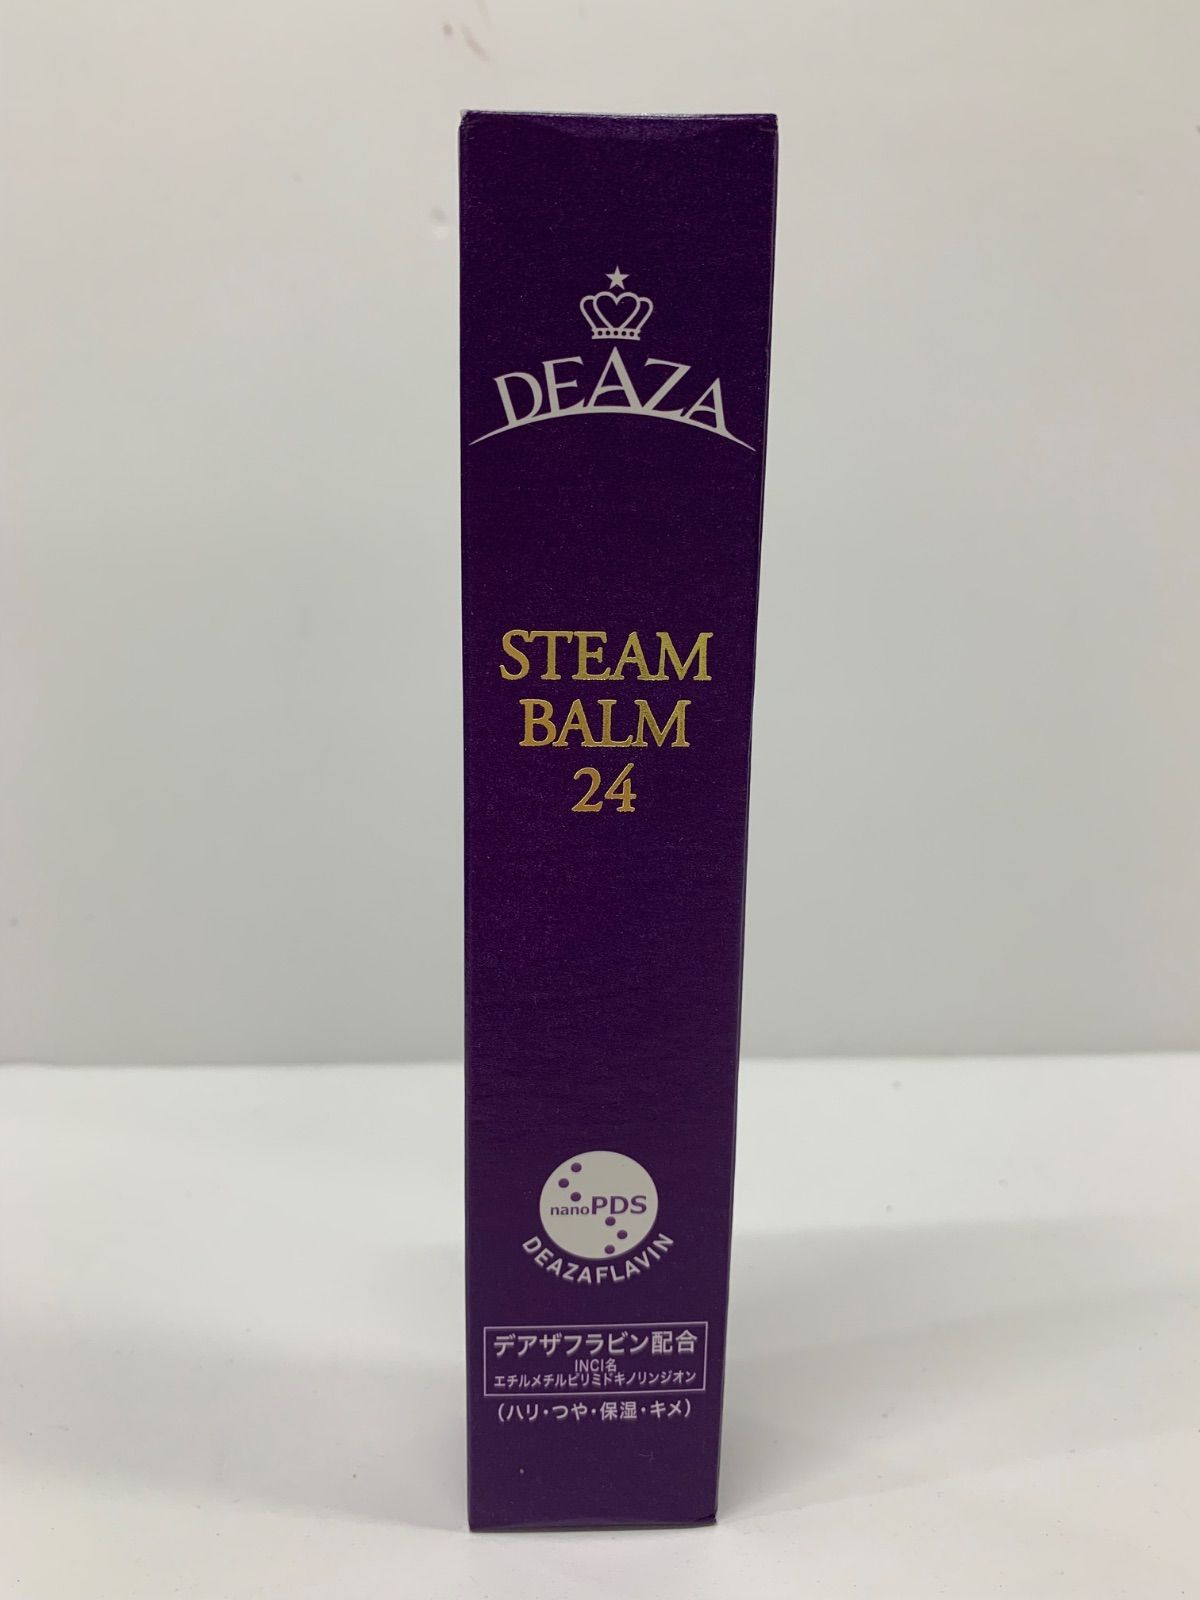 DEAZA
STEAM
BALM
24
nanoPDS
DEAZAFLAVIN
デアザフラビン配合
INCI名
エチルメチルピリミドキノリンジオン
(ハリ・つや・保湿・キメ)